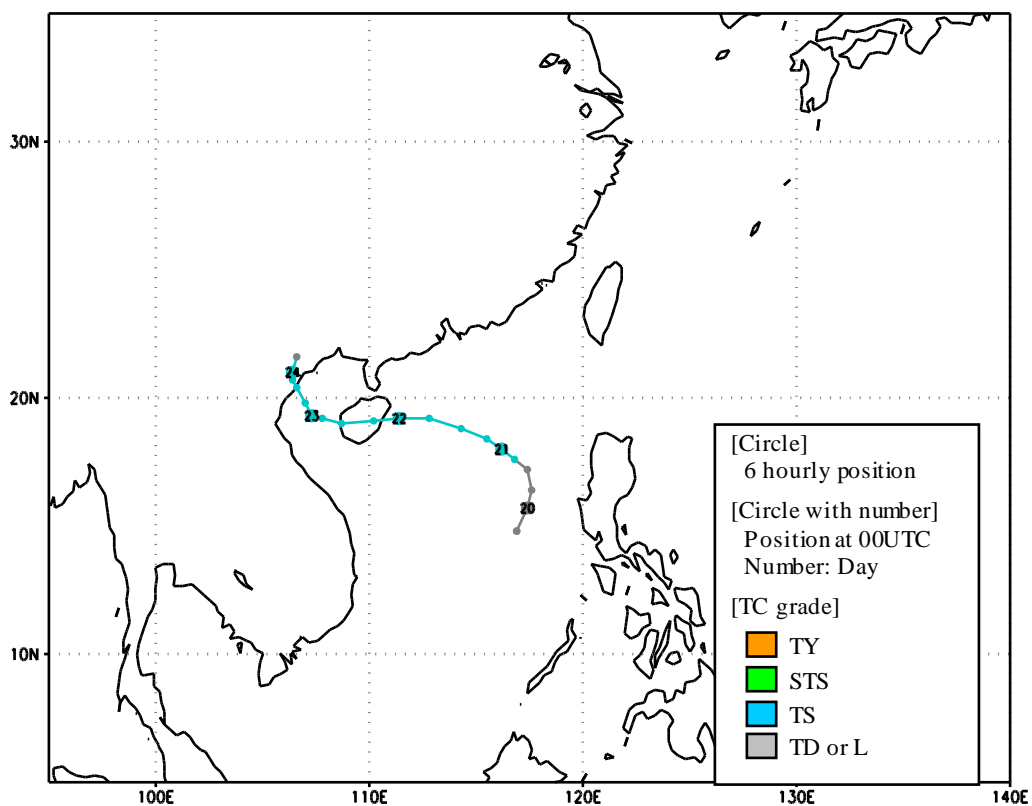 30N
20N
10N
24
23
22
21
20
[Circle]
6 hourly position
[Circle with number]
Position at 00UTC
Number: Day
[TC grade]
TY
STS
TS
TD or L
100E 110E 120E 130E 140E